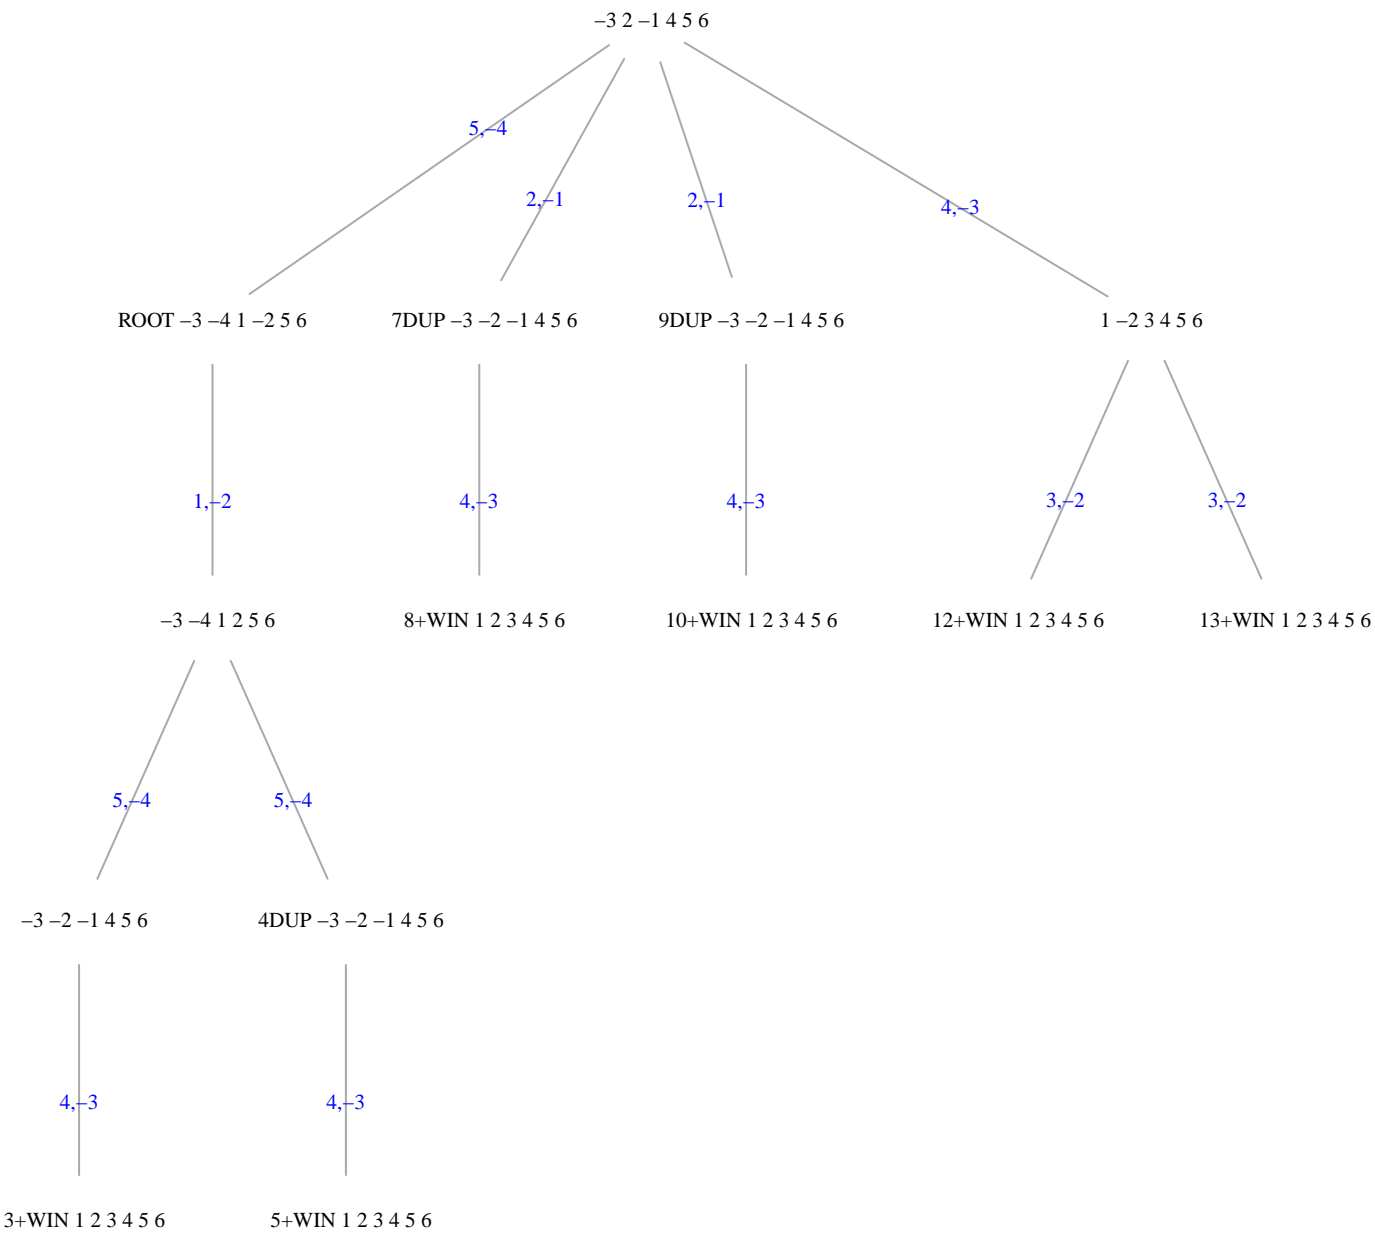 −3 2 −1 4 5 6
5,−4
2,−1
2,−1
4,−3
ROOT −3 −4 1 −2 5 6
7DUP −3 −2 −1 4 5 6
9DUP −3 −2 −1 4 5 6
1 −2 3 4 5 6
1,−2
4,−3
4,−3
3,−2
3,−2
−3 −4 1 2 5 6
8+WIN 1 2 3 4 5 6
10+WIN 1 2 3 4 5 6
12+WIN 1 2 3 4 5 6
13+WIN 1 2 3 4 5 6
5,−4
5,−4
−3 −2 −1 4 5 6
4DUP −3 −2 −1 4 5 6
4,−3
4,−3
3+WIN 1 2 3 4 5 6
5+WIN 1 2 3 4 5 6